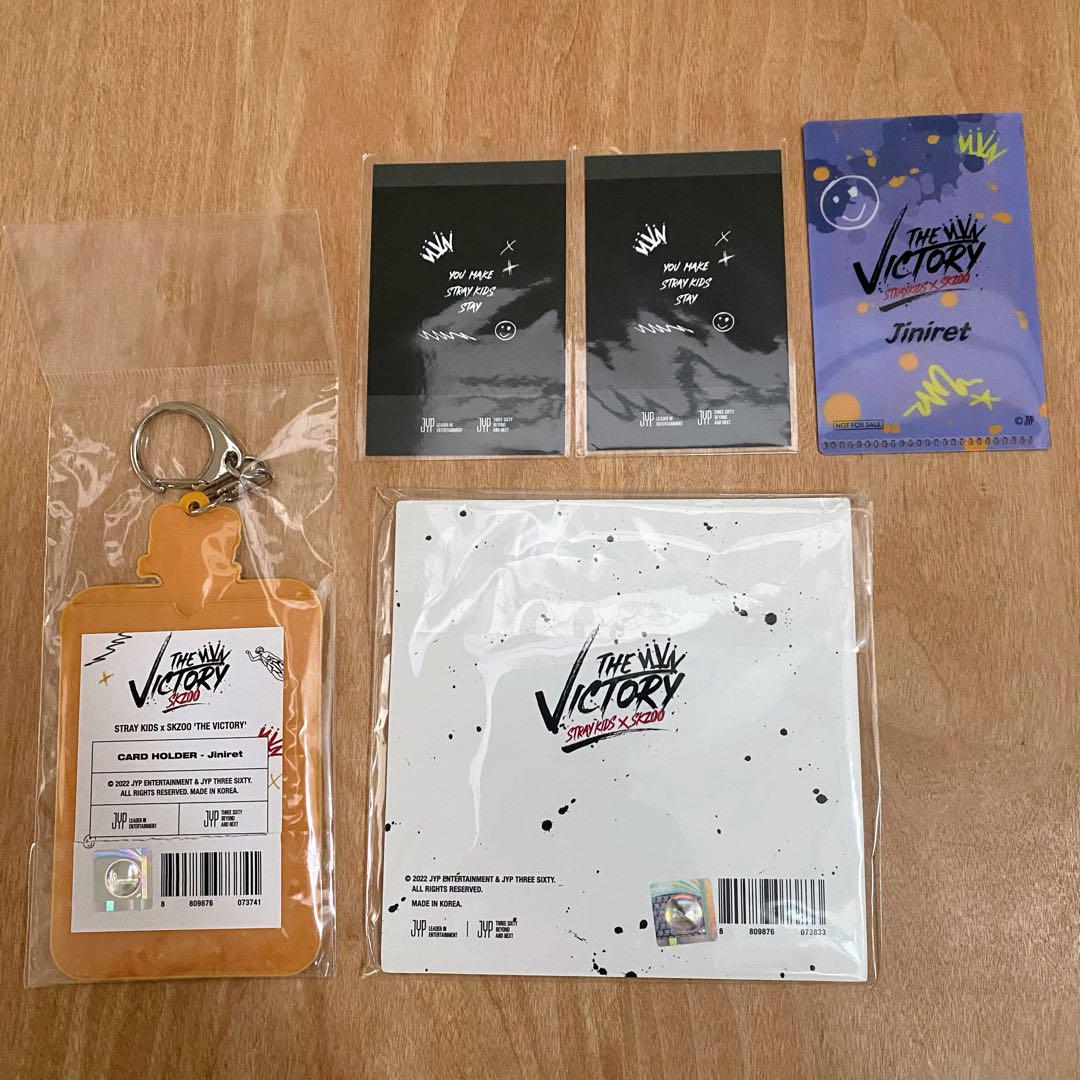 YOU MAKE
STRAY KIDS
STAY
JYP LEADER IN
ENTERTAINMENT
JYP THREE SIXTY
BEYOND
AND NEXT
YOU MAKE
STRAY KIDS
STAY
JYP LEADER IN
ENTERTAINMENT
JYP THREE SIXTY
BEYOND
AND NEXT
THE
VICTORY
STRAY KIDS X SKZOO
Jiniret
NOT FOR SALE
© JYP
THE
VICTORY
SKZOO
STRAY KIDS x SKZOO 'THE VICTORY'
CARD HOLDER - Jiniret
© 2022 JYP ENTERTAINMENT & JYP THREE SIXTY.
ALL RIGHTS RESERVED. MADE IN KOREA.
JYP LEADER IN
ENTERTAINMENT
JYP THREE SIXTY
BEYOND
AND NEXT
JYP
8 809876 073741
THE
VICTORY
STRAY KIDS X SKZOO
© 2022 JYP ENTERTAINMENT & JYP THREE SIXTY.
ALL RIGHTS RESERVED.
MADE IN KOREA.
JYP LEADER IN
ENTERTAINMENT
JYP THREE SIXTY
BEYOND
AND NEXT
8 809876 073833